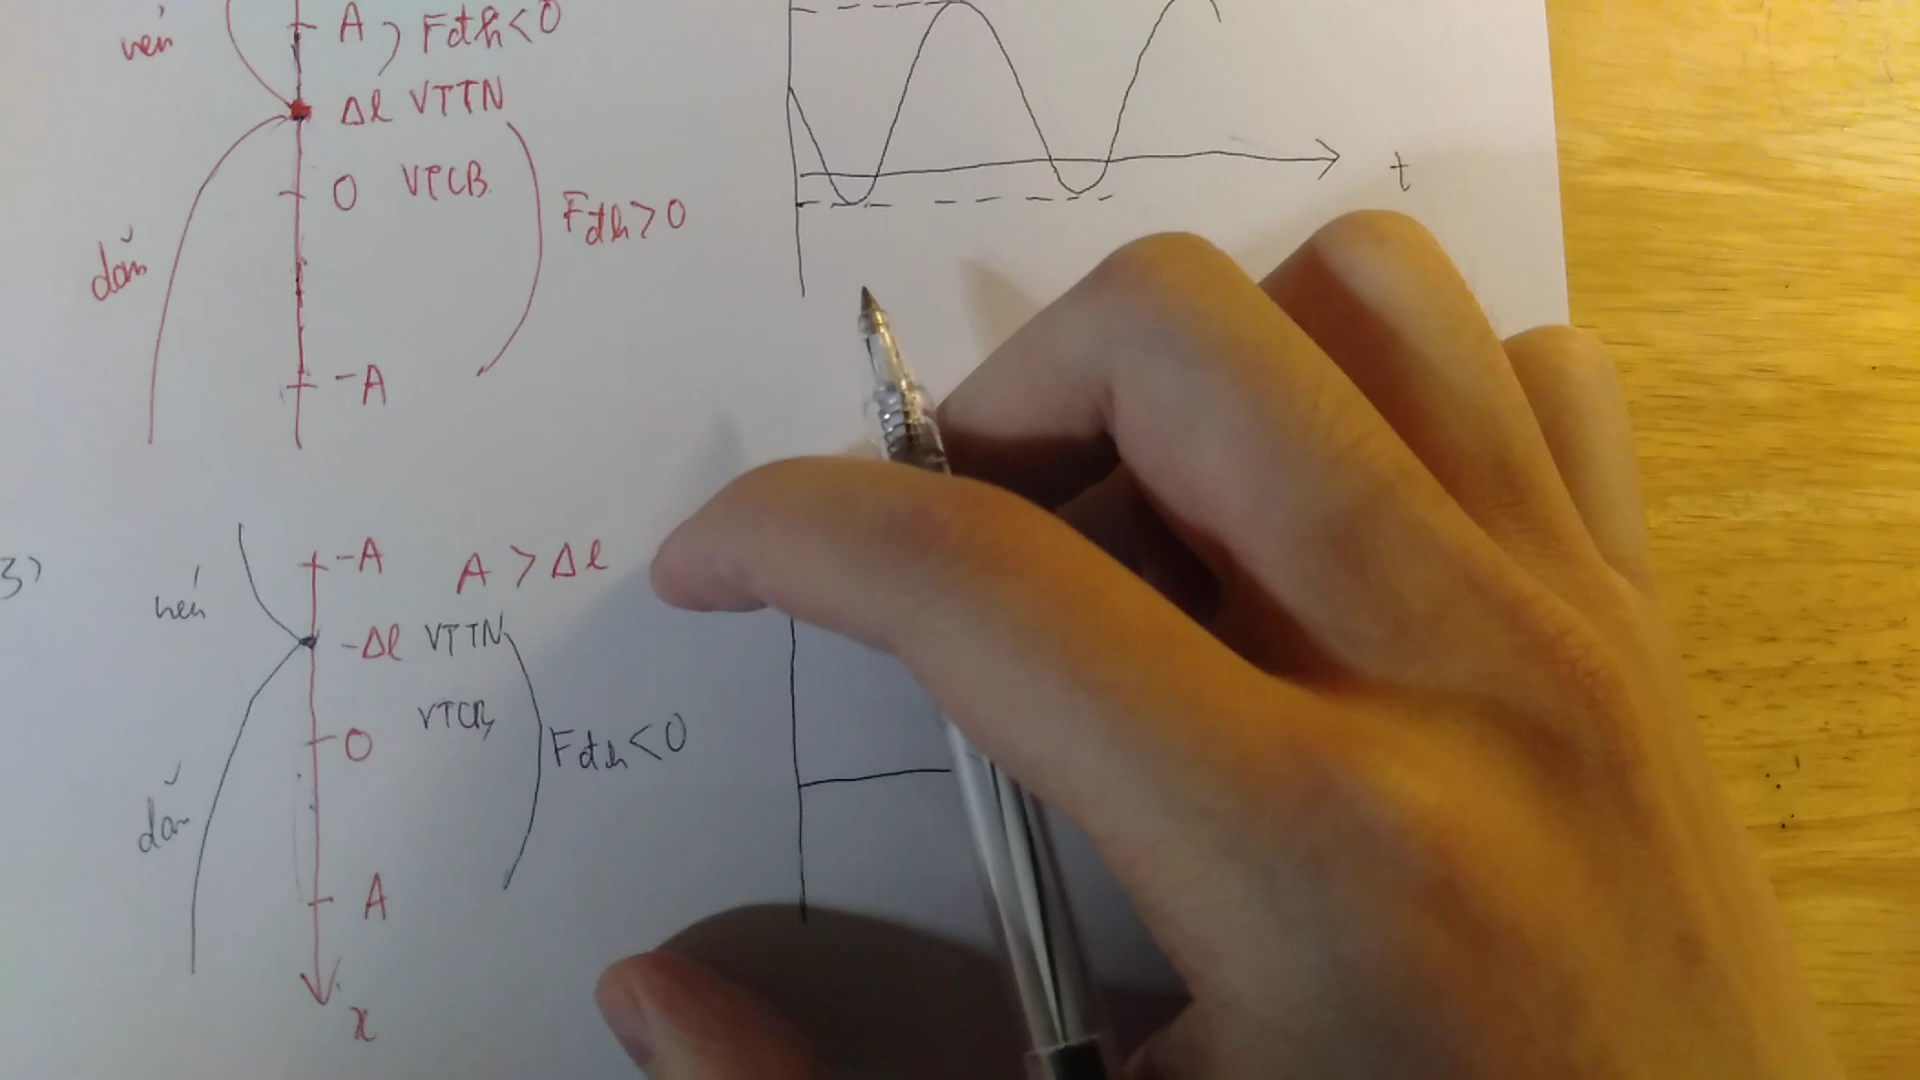 A
Fđh<0
nén
Δl VTTN
O VTCB
Fđh>0
dãn
t
-A
3)
-A A > Δl
nén
-Δl VTTN
VTCB
O
Fđh<0
dãn
A
x